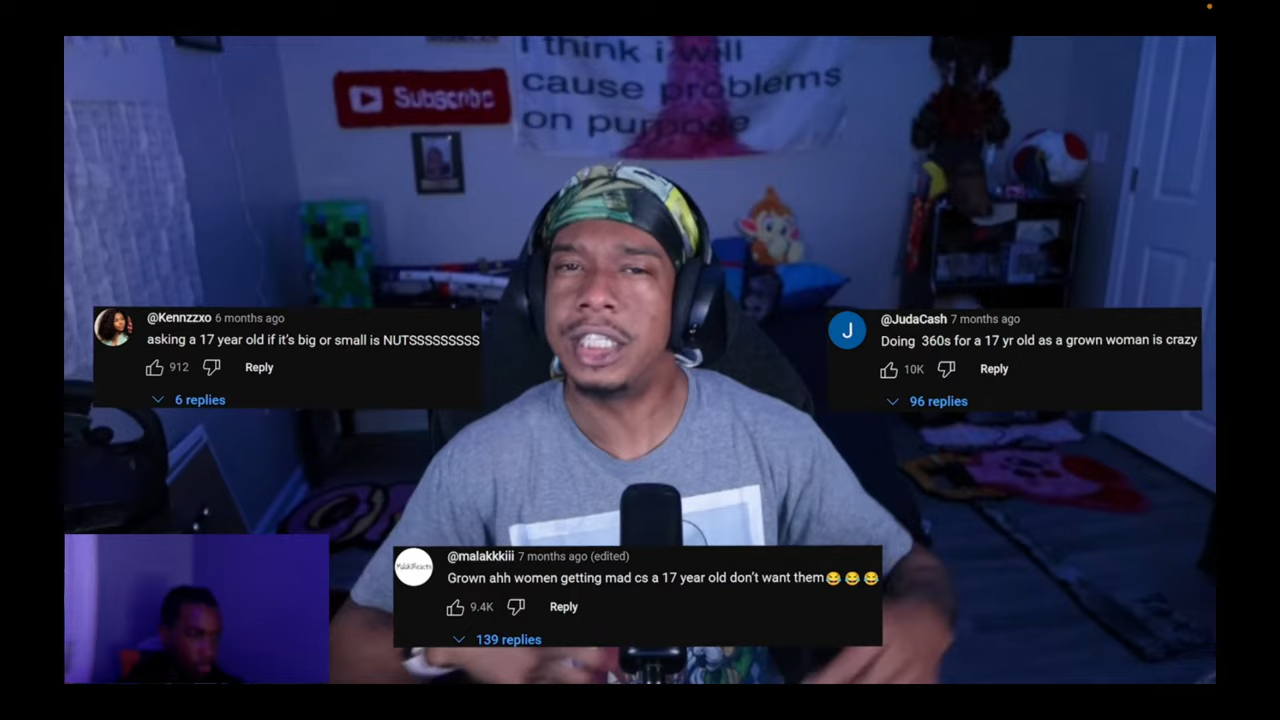 I think i will
cause problems
on purpose
Subscribe
@Kennzzxo 6 months ago
asking a 17 year old if it's big or small is NUTSSSSSSSSS
912 Reply
6 replies
J
@JudaCash 7 months ago
Doing 360s for a 17 yr old as a grown woman is crazy
10K Reply
96 replies
MalakiReacts
@malakkkiii 7 months ago (edited)
Grown ahh women getting mad cs a 17 year old don't want them😂😂😂
9.4K Reply
139 replies